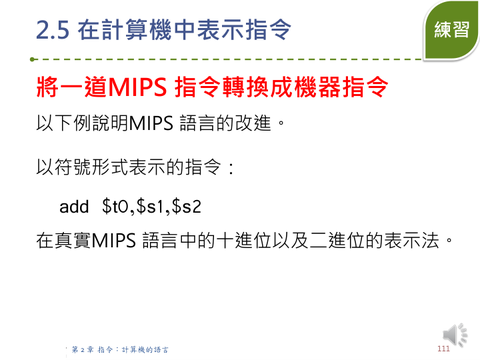 2.5 在計算機中表示指令
練習
將一道MIPS 指令轉換成機器指令
以下例說明MIPS 語言的改進。
以符號形式表示的指令：
add $t0,$s1,$s2
在真實MIPS 語言中的十進位以及二進位的表示法。
第 2 章 指令：計算機的語言
111